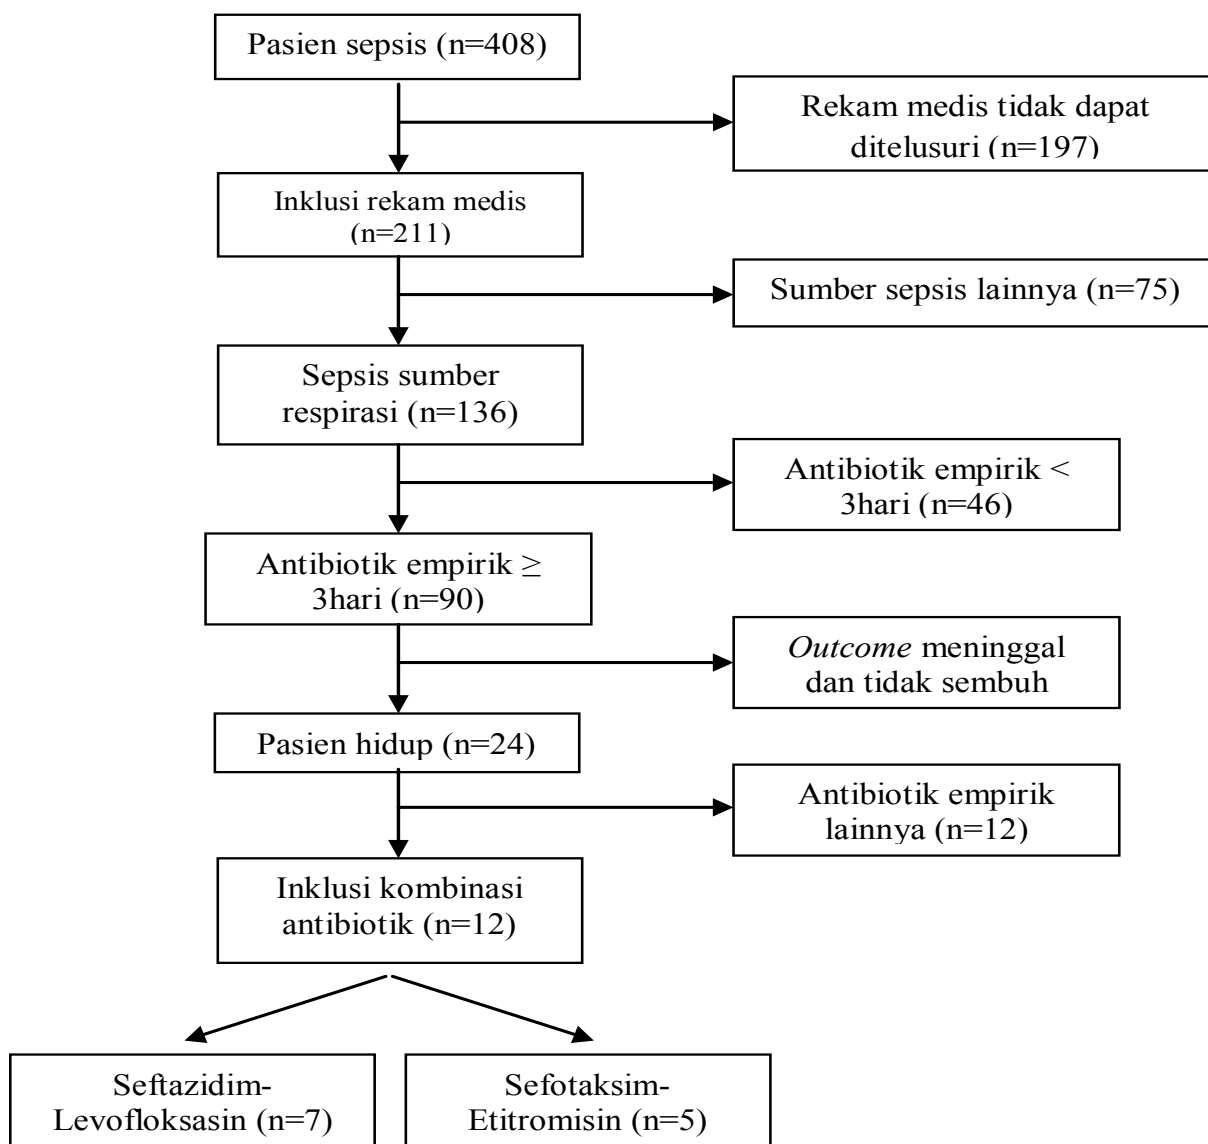 Pasien sepsis (n=408)
Rekam medis tidak dapat
ditelusuri (n=197)
Inklusi rekam medis
(n=211)
Sumber sepsis lainnya (n=75)
Sepsis sumber
respirasi (n=136)
Antibiotik empirik <
3hari (n=46)
Antibiotik empirik ≥
3hari (n=90)
Outcome meninggal
dan tidak sembuh
Pasien hidup (n=24)
Antibiotik empirik
lainnya (n=12)
Inklusi kombinasi
antibiotik (n=12)
Seftazidim-
Levofloksasin (n=7)
Sefotaksim-
Etitromisin (n=5)